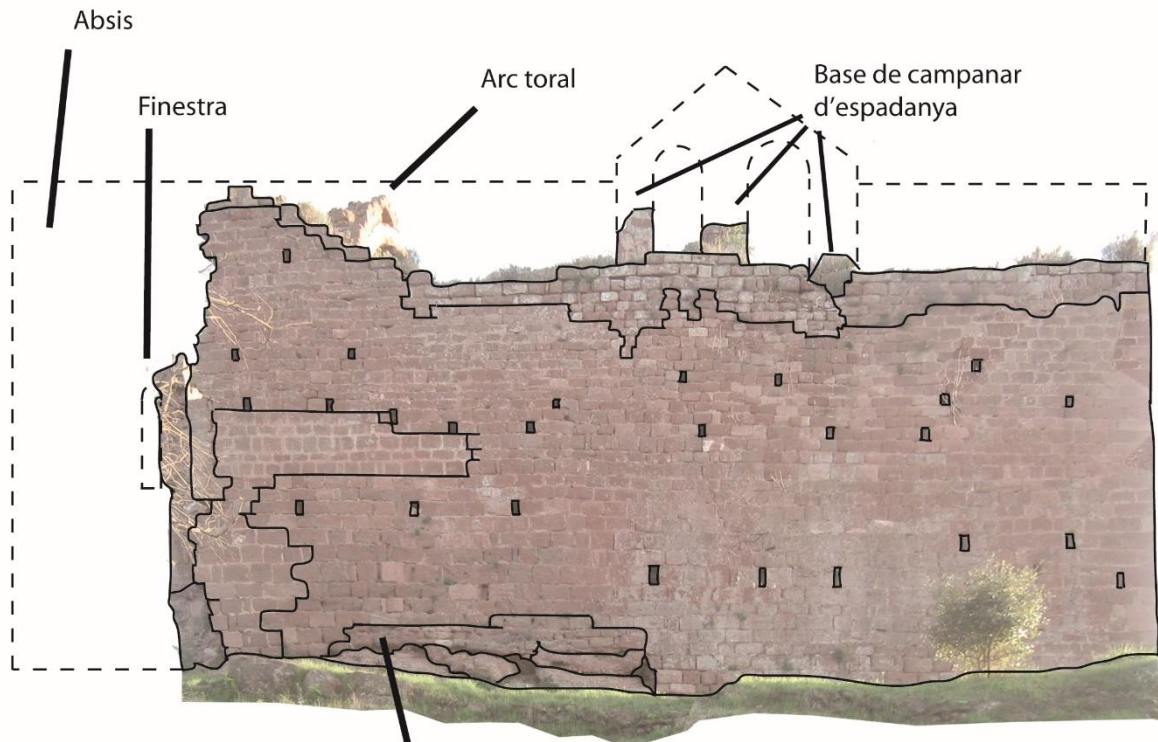 Absis
Finestra
Arc toral
Base de campanar
d'espadanya